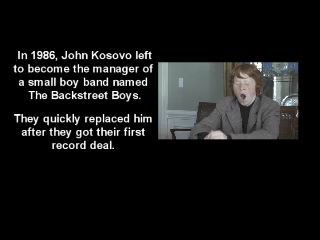 In 1986, John Kosovo left
to become the manager of
a small boy band named
The Backstreet Boys.
They quickly replaced him
after they got their first
record deal.